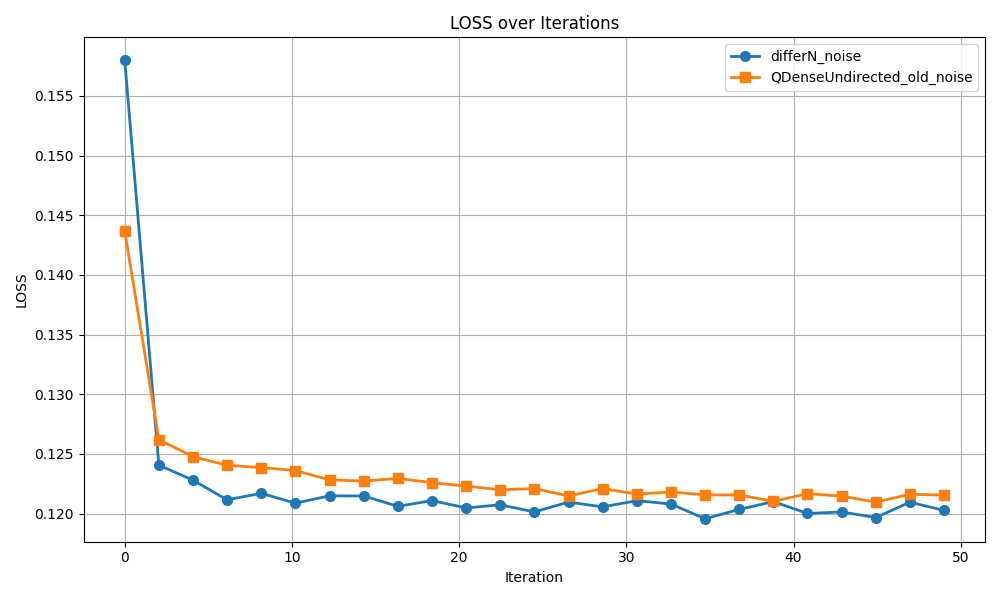 LOSS over Iterations
differN_noise
QDenseUndirected_old_noise
LOSS
0.155
0.150
0.145
0.140
0.135
0.130
0.125
0.120
0
10
20
30
40
50
Iteration